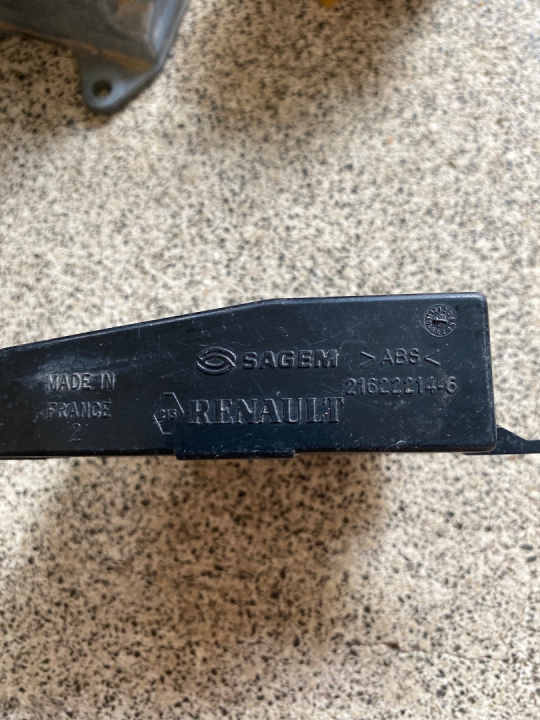 SAGEM >ABS<
21622214-6
MADE IN
FRANCE
2
RENAULT